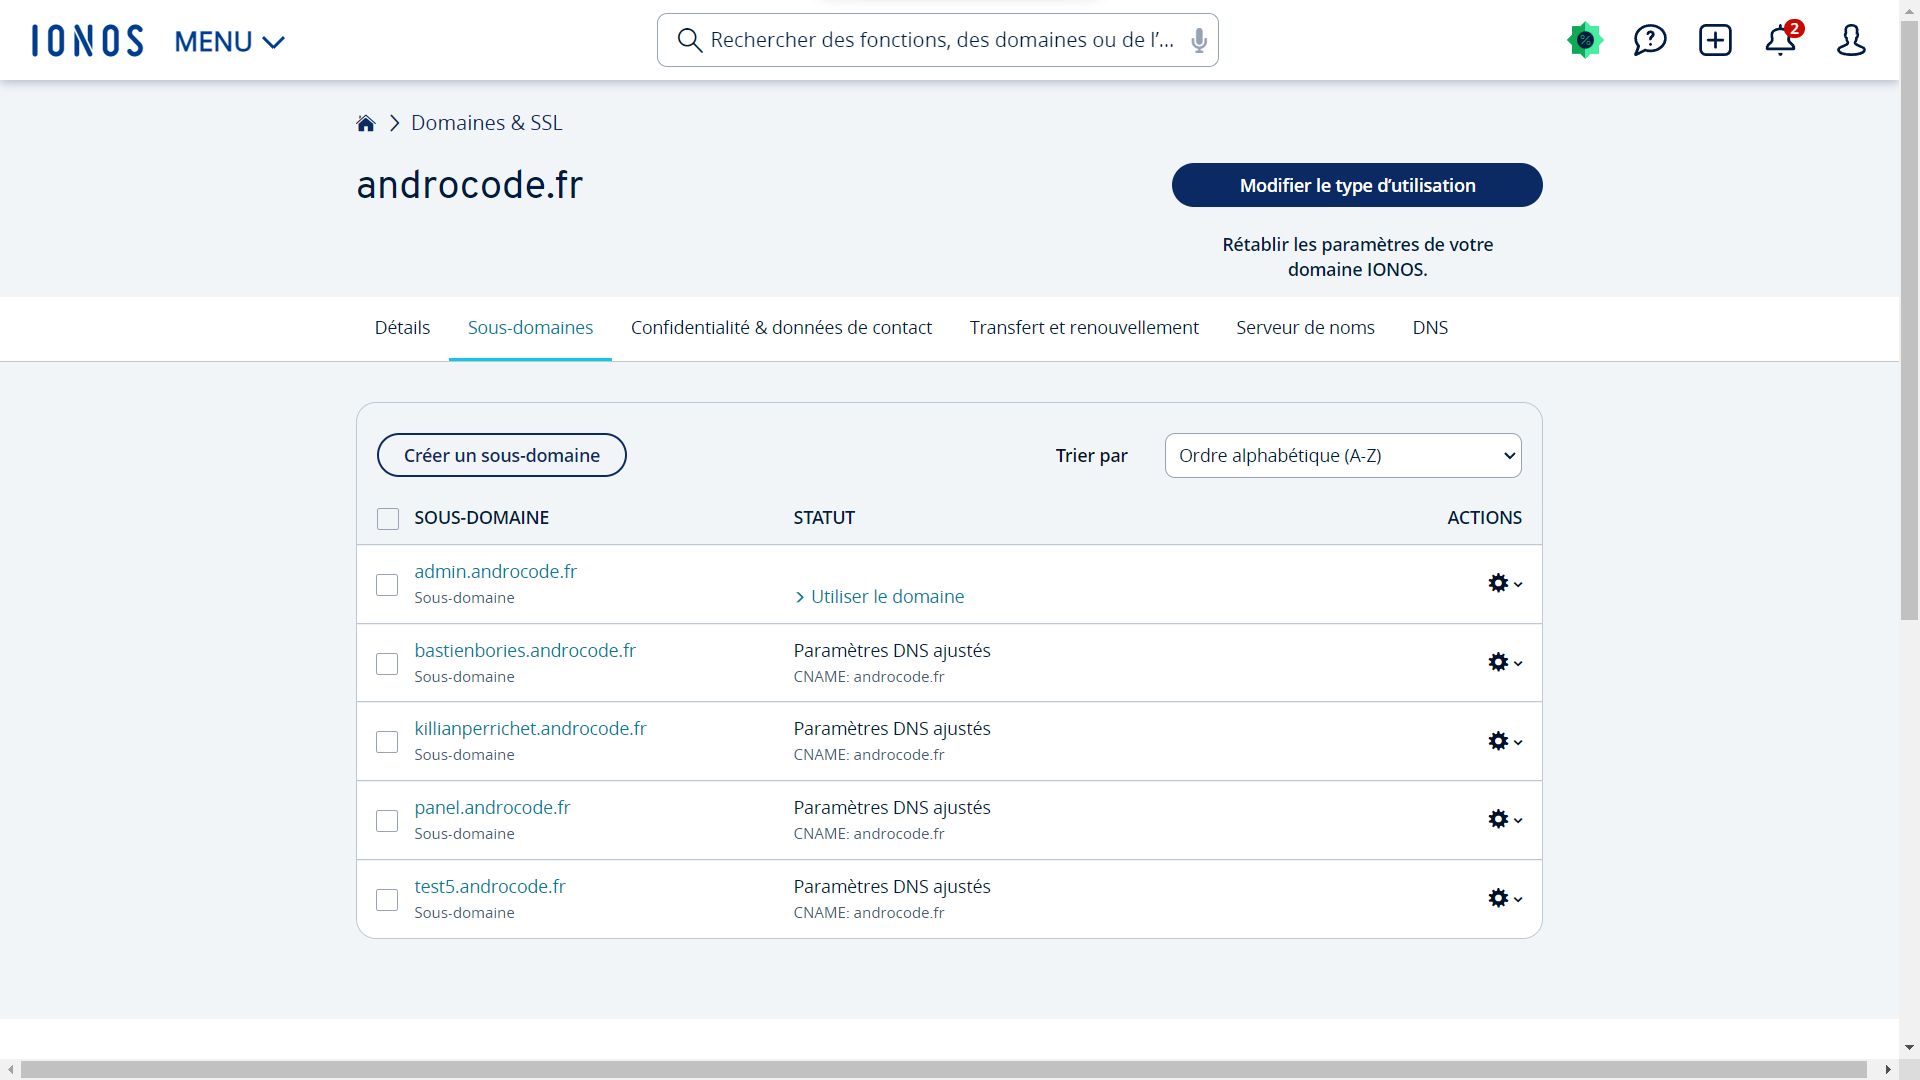 IONOS MENU
Rechercher des fonctions, des domaines ou de l’...
%
2
Domaines & SSL
androcode.fr
Modifier le type d’utilisation
Rétablir les paramètres de votre
domaine IONOS.
Détails Sous-domaines Confidentialité & données de contact Transfert et renouvellement Serveur de noms DNS
Créer un sous-domaine Trier par Ordre alphabétique (A-Z)
SOUS-DOMAINE STATUT ACTIONS
admin.androcode.fr
Sous-domaine Utiliser le domaine
bastienbories.androcode.fr Paramètres DNS ajustés
Sous-domaine CNAME: androcode.fr
killianperrichet.androcode.fr Paramètres DNS ajustés
Sous-domaine CNAME: androcode.fr
panel.androcode.fr Paramètres DNS ajustés
Sous-domaine CNAME: androcode.fr
test5.androcode.fr Paramètres DNS ajustés
Sous-domaine CNAME: androcode.fr